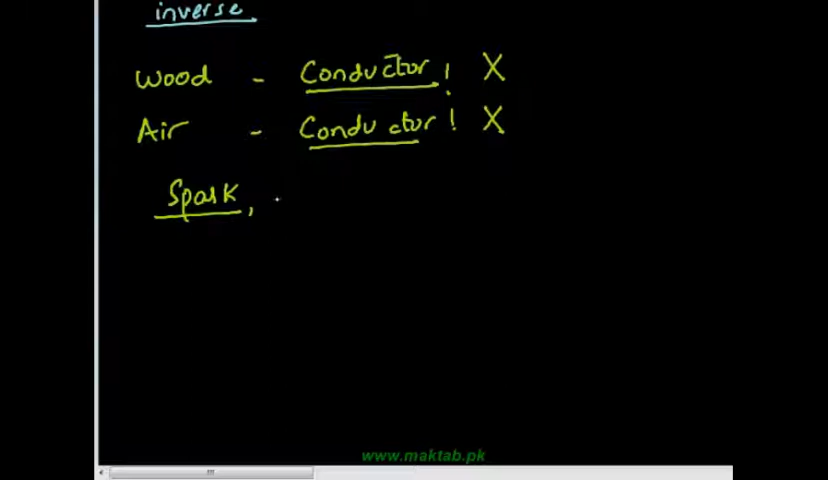 inverse
Wood - Conductor! X
Air - Conductor! X
Spark,
www.maktab.pk